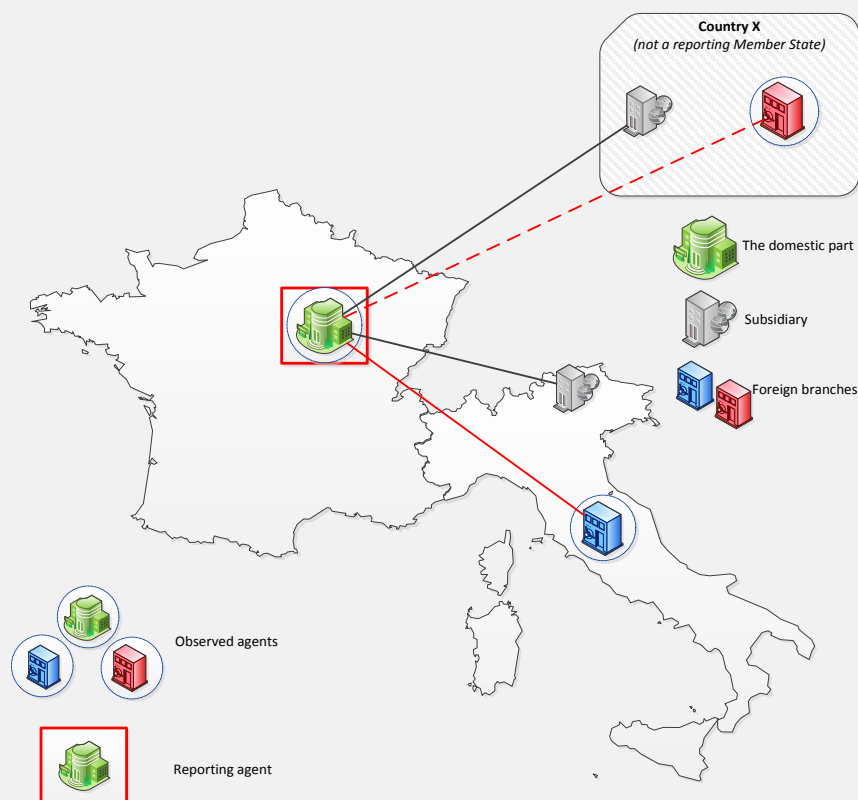 Country X
(not a reporting Member State)
The domestic part
Subsidiary
Foreign branches
Observed agents
Reporting agent